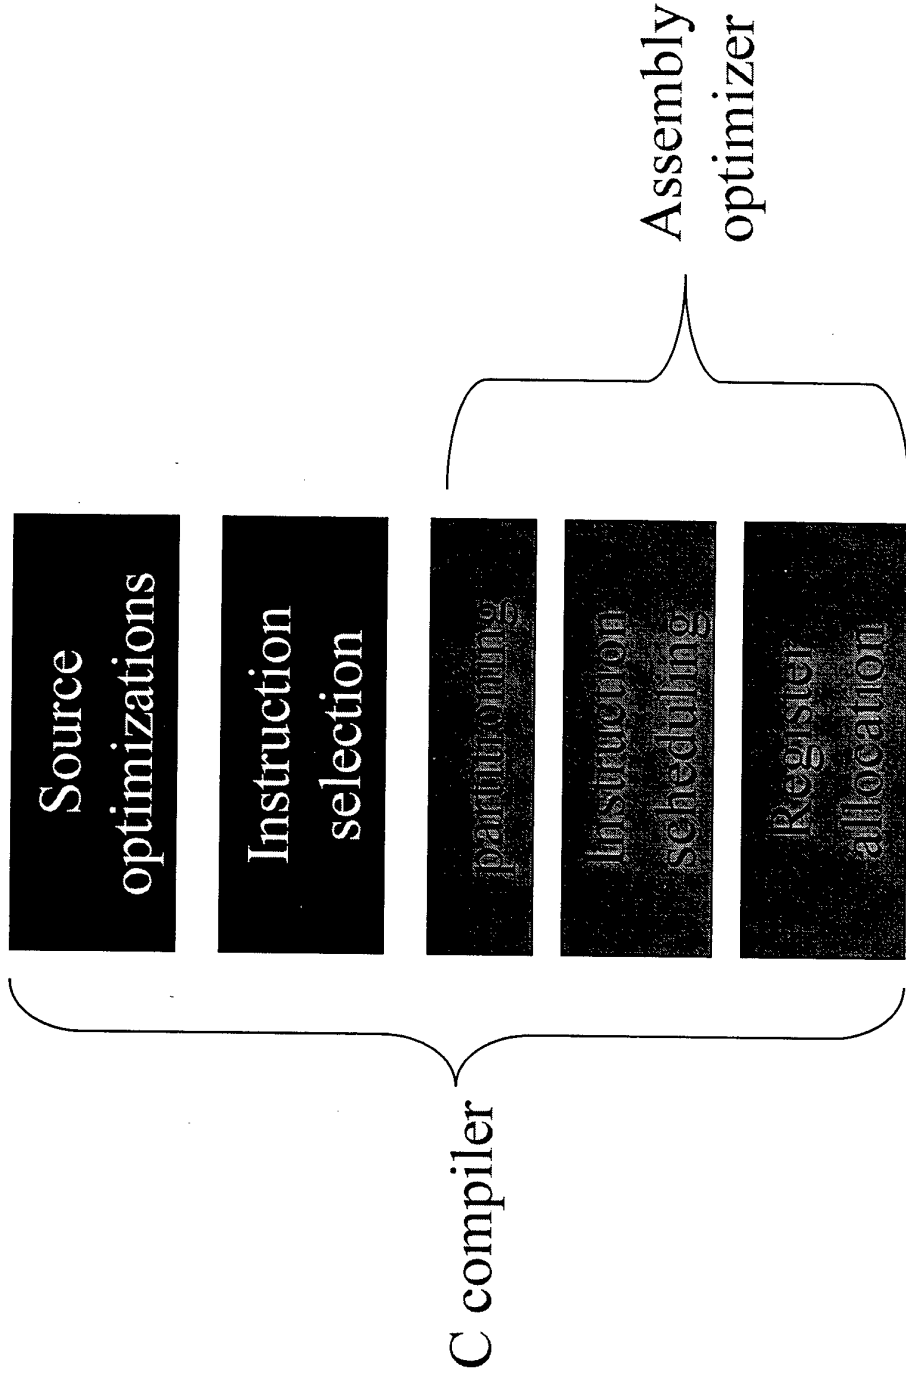 C compiler
Source
optimizations
Instruction
selection
partitioning
Instruction
scheduling
Register
allocation
Assembly
optimizer